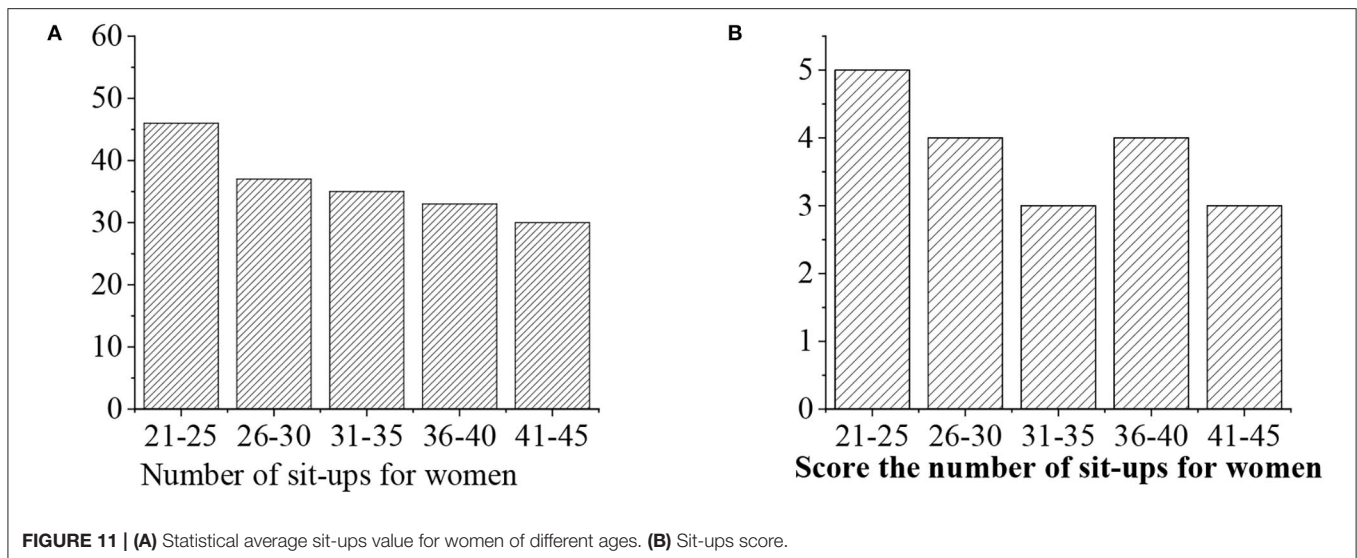 A
60
50
40
30
20
10
0
21-25 26-30 31-35 36-40 41-45
Number of sit-ups for women
B
5
4
3
2
1
0
21-25 26-30 31-35 36-40 41-45
Score the number of sit-ups for women
FIGURE 11 | (A) Statistical average sit-ups value for women of different ages. (B) Sit-ups score.